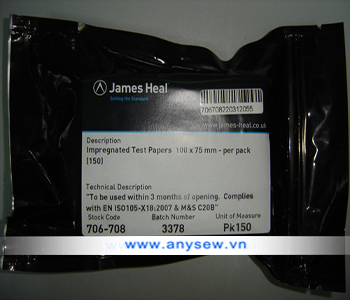 James Heal
Setting the Standard
706708220312055
www.james-heal.co.uk
Description
Impregnated Test Papers 100 x 75 mm - per pack
(150)
Technical Description
"To be used within 3 months of opening. Complies
with EN ISO105-X18:2007 & M&S C20B"
Stock Code Batch Number Unit of Measure
706-708 3378 Pk150
www.anysew.vn